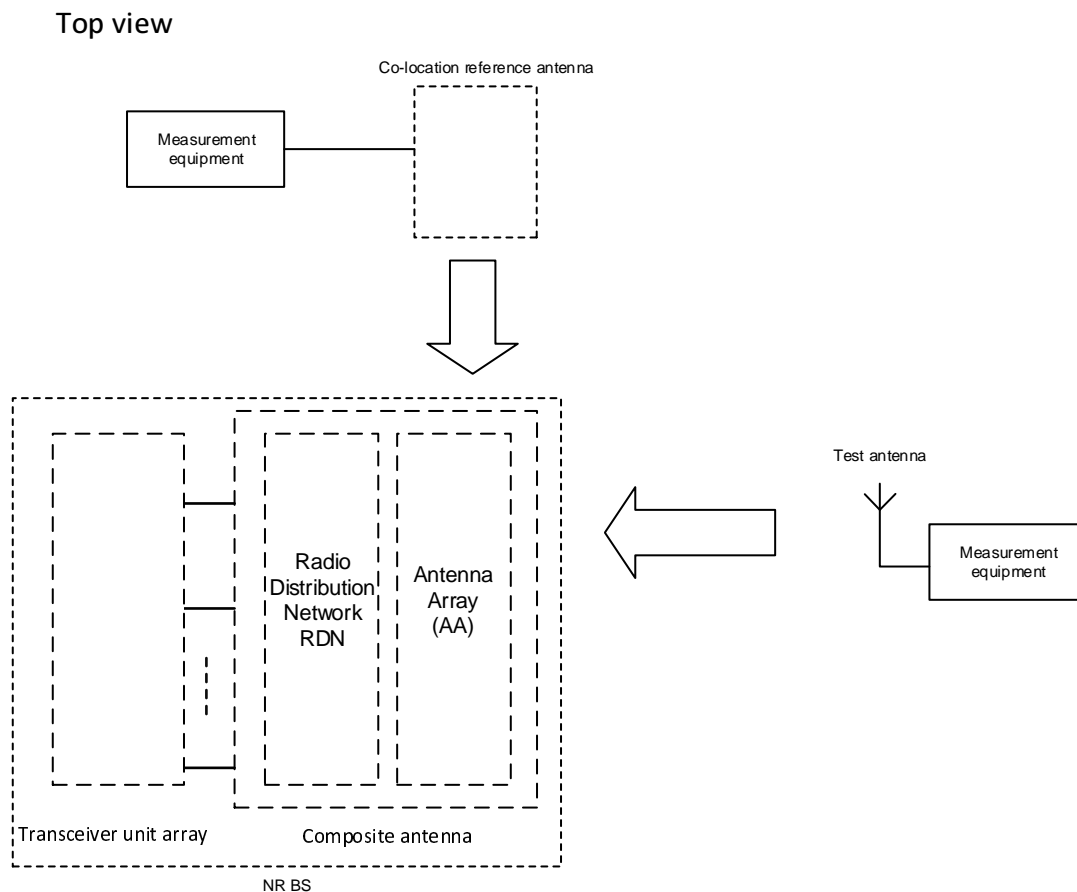 Top view
Co-location reference antenna
Measurement
equipment
Test antenna
Measurement
equipment
Radio
Distribution
Network
RDN
Antenna
Array
(AA)
Transceiver unit array
Composite antenna
NR BS